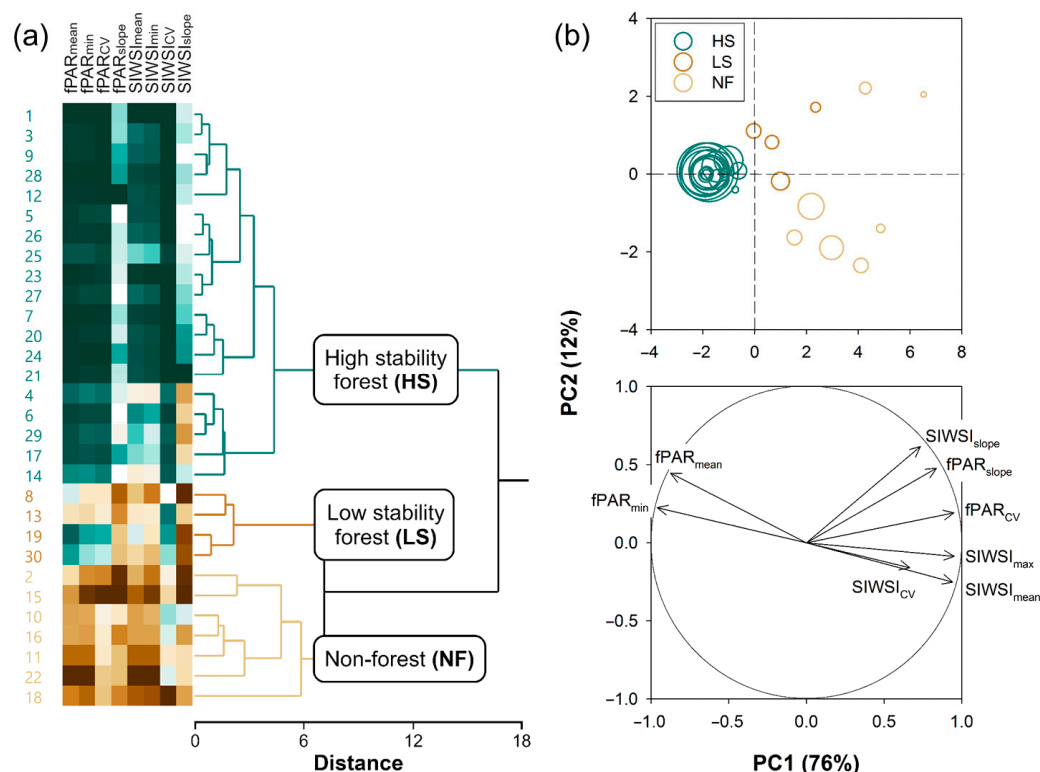 (a)
fPARmean
fPARmin
fPARCV
fPARslope
SIWSImean
SIWSImin
SIWSICV
SIWSIslope
1
3
9
28
12
5
26
25
23
27
7
20
24
21
4
6
29
17
14
8
13
19
30
2
15
10
16
11
22
18
High stability
forest (HS)
Low stability
forest (LS)
Non-forest (NF)
0 6 12 18
Distance
(b)
HS
LS
NF
4
2
0
−2
−4
−4 −2 0 2 4 6 8
PC2 (12%)
1.0
0.5
0.0
−0.5
−1.0
−1.0 −0.5 0.0 0.5 1.0
fPARmean
fPARmin
SIWSIslope
fPARslope
fPARCV
SIWSImax
SIWSICV
SIWSImean
PC1 (76%)